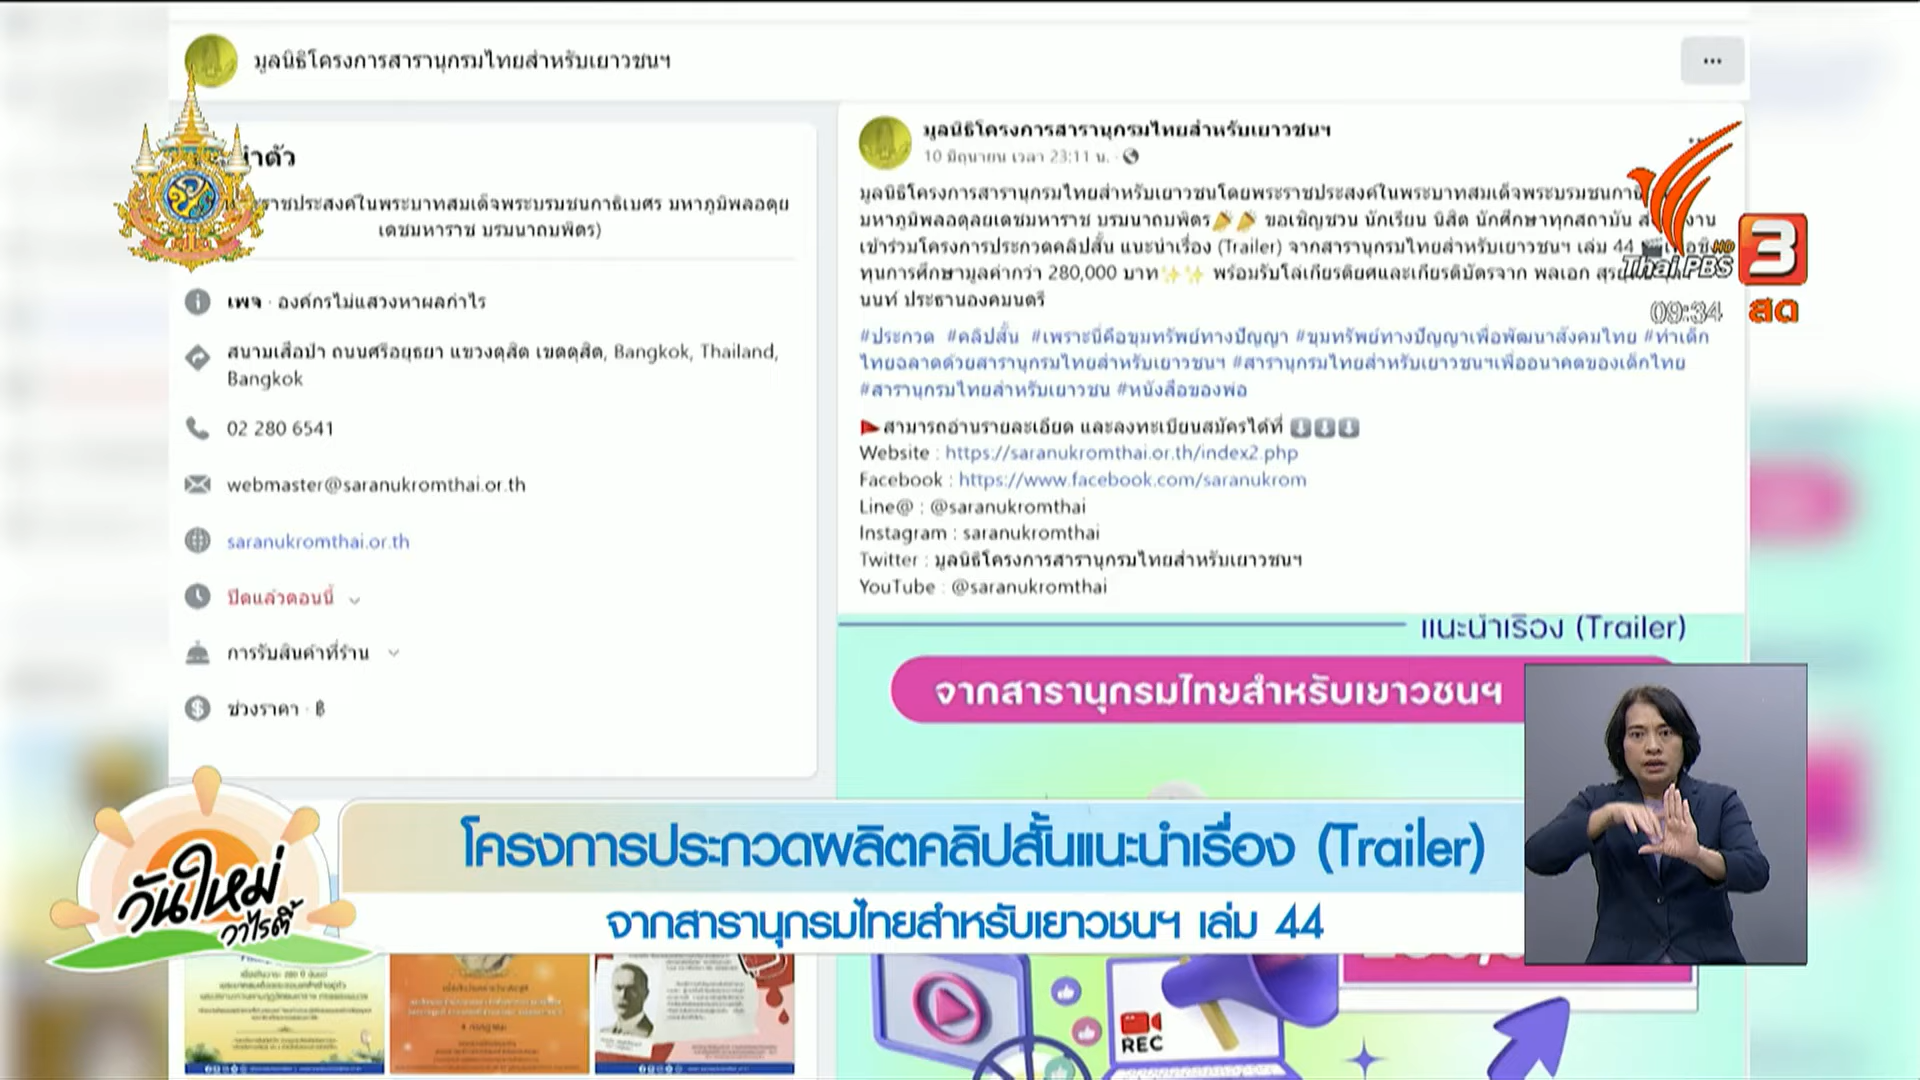 มูลนิธิโครงการสารานุกรมไทยสำหรับเยาวชนฯ
ราชประสงค์ในพระบาทสมเด็จพระบรมชนกาธิเบศร มหาภูมิพลอดุย
เดชมหาราช บรมนาถบพิตร)
เพจ · องค์กรไม่แสวงหาผลกำไร
สนามเสือป่า ถนนศรีอยุธยา แขวงดุสิต เขตดุสิต, Bangkok, Thailand,
Bangkok
02 280 6541
webmaster@saranukromthai.or.th
saranukromthai.or.th
ปิดแล้วตอนนี้
การรับสินค้าที่ร้าน
ช่วงราคา · ฿
มูลนิธิโครงการสารานุกรมไทยสำหรับเยาวชนฯ
10 มิถุนายน เวลา 23:11 น.
มูลนิธิโครงการสารานุกรมไทยสำหรับเยาวชนโดยพระราชประสงค์ในพระบาทสมเด็จพระบรมชนกาธิ
มหาภูมิพลอดุลยเดชมหาราช บรมนาถบพิตร🎉🎉 ขอเชิญชวน นักเรียน นิสิต นักศึกษาทุกสถาบัน
เข้าร่วมโครงการประกวดคลิปสั้น แนะนำเรื่อง (Trailer) จากสารานุกรมไทยสำหรับเยาวชนฯ เล่ม 44 🎬เพื่อชิง
ทุนการศึกษามูลค่ากว่า 280,000 บาท✨✨ พร้อมรับโล่เกียรติยศและเกียรติบัตรจาก พลเอก
นนท์ ประธานองคมนตรี
#ประกวด #คลิปสั้น #เพราะนี่คือขุมทรัพย์ทางปัญญา #ขุมทรัพย์ทางปัญญาเพื่อพัฒนาสังคมไทย #ทำเด็ก
ไทยฉลาดด้วยสารานุกรมไทยสำหรับเยาวชนฯ #สารานุกรมไทยสำหรับเยาวชนฯเพื่ออนาคตของเด็กไทย
#สารานุกรมไทยสำหรับเยาวชน #หนังสือของพ่อ
🚩สามารถอ่านรายละเอียด และลงทะเบียนสมัครได้ที่ ⬇️⬇️⬇️
Website : https://saranukromthai.or.th/index2.php
Facebook : https://www.facebook.com/saranukrom
Line@ : @saranukromthai
Instagram : saranukromthai
Twitter : มูลนิธิโครงการสารานุกรมไทยสำหรับเยาวชนฯ
YouTube : @saranukromthai
แนะนำเรื่อง (Trailer)
จากสารานุกรมไทยสำหรับเยาวชนฯ
HD
Thai PBS
3
09:34
สด
วันใหม่
วาไรตี้
โครงการประกวดผลิตคลิปสั้นแนะนำเรื่อง (Trailer)
จากสารานุกรมไทยสำหรับเยาวชนฯ เล่ม 44
REC